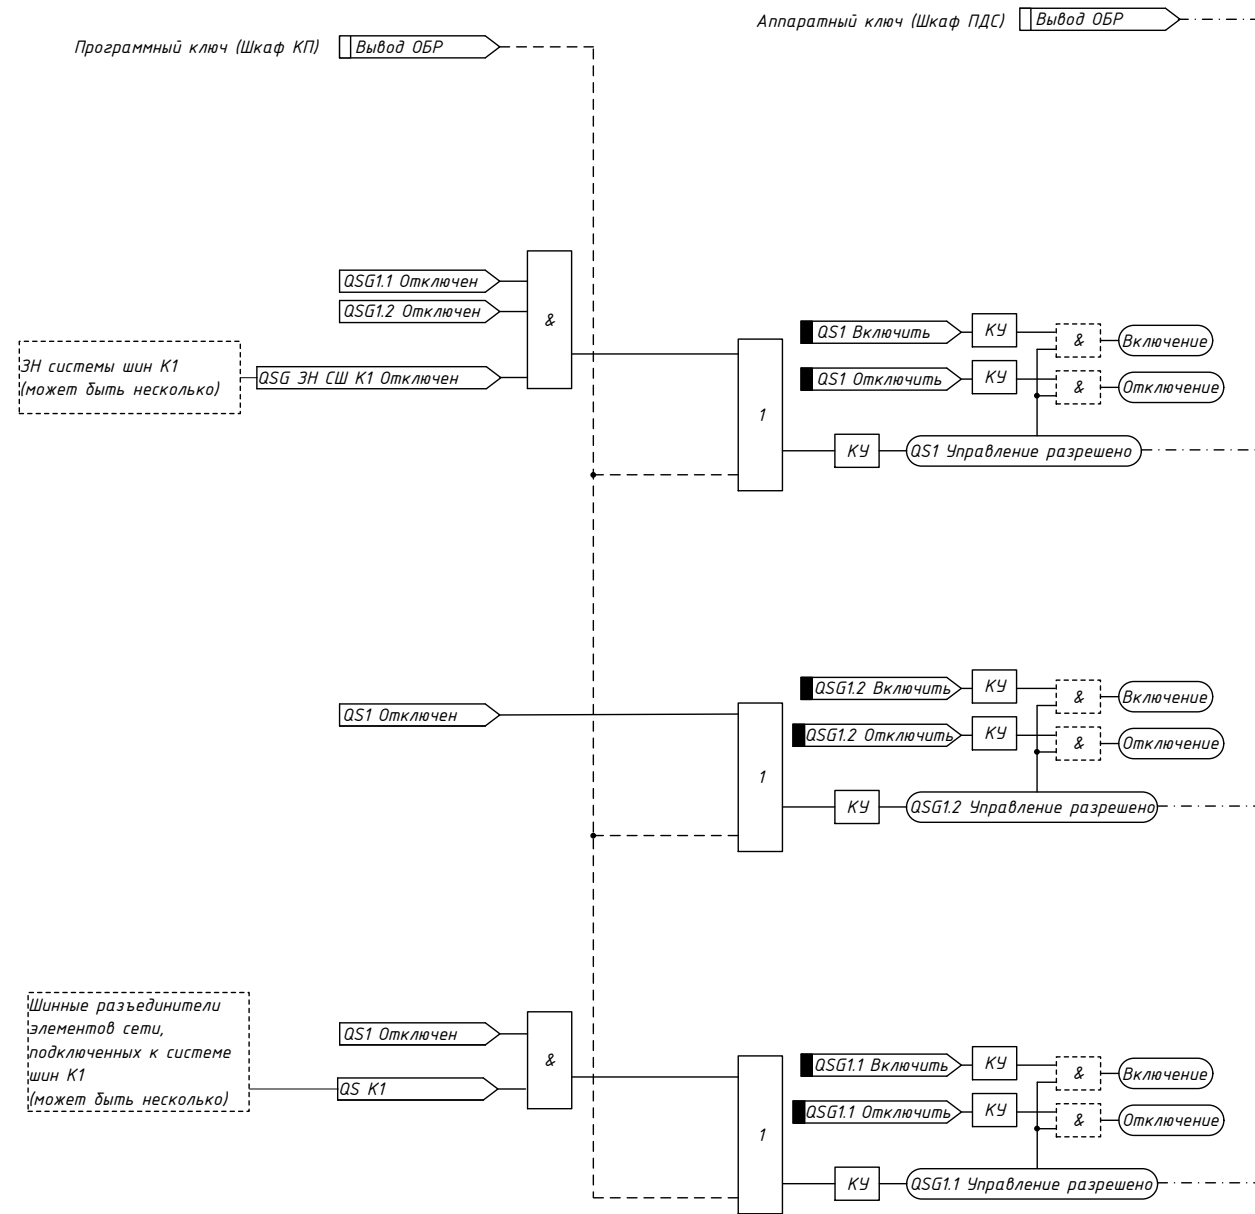 Аппаратный ключ (Шкаф ПДС) Вывод ОБР
Программный ключ (Шкаф КП) Вывод ОБР
QSG1.1 Отключен
QSG1.2 Отключен
&
ЗН системы шин К1
(может быть несколько)
QSG ЗН СШ К1 Отключен
1
QS1 Включить КУ & Включение
QS1 Отключить КУ & Отключение
КУ QS1 Управление разрешено
QS1 Отключен
1
QSG1.2 Включить КУ & Включение
QSG1.2 Отключить КУ & Отключение
КУ QSG1.2 Управление разрешено
Шинные разъединители
элементов сети,
подключенных к системе
шин К1
(может быть несколько)
QS1 Отключен
QS К1
&
1
QSG1.1 Включить КУ & Включение
QSG1.1 Отключить КУ & Отключение
КУ QSG1.1 Управление разрешено